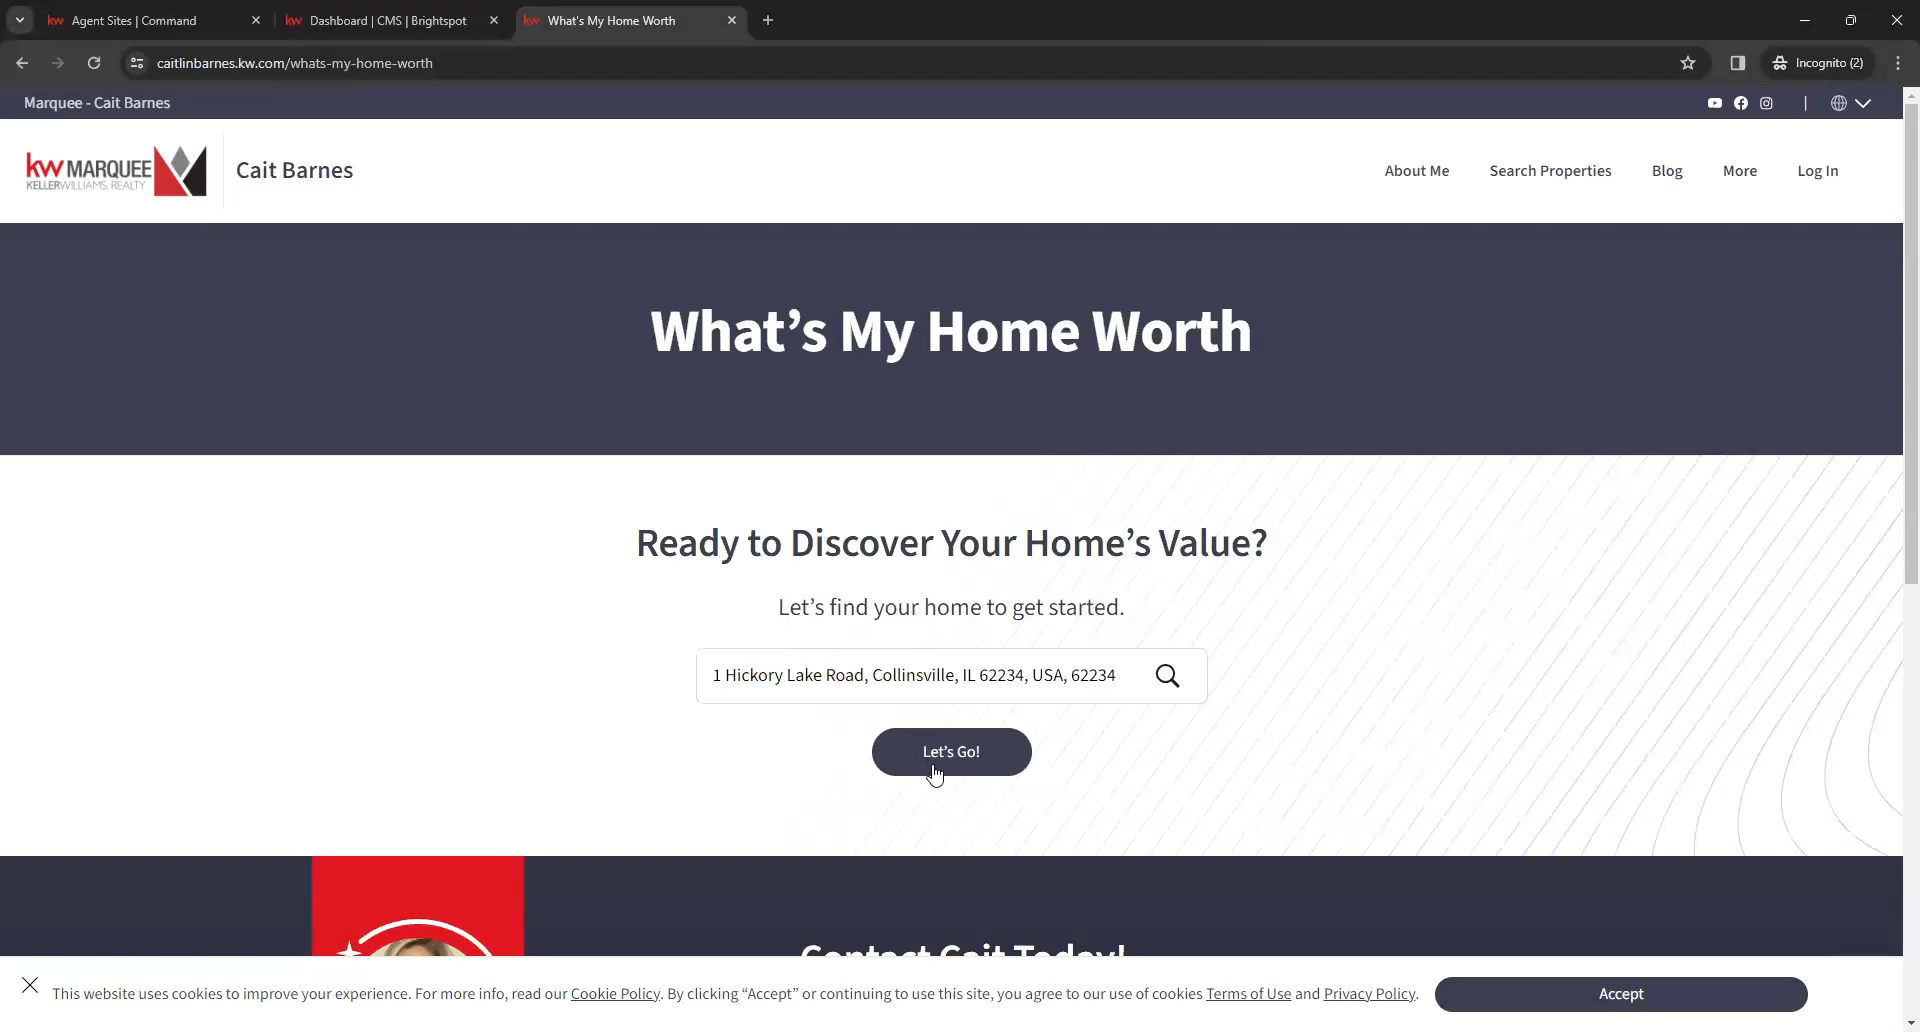 Agent Sites | Command
Dashboard | CMS | Brightspot
What's My Home Worth
caitlinbarnes.kw.com/whats-my-home-worth
Incognito (2)
Marquee - Cait Barnes
kw MARQUEE
KELLERWILLIAMS. REALTY
Cait Barnes
About Me
Search Properties
Blog
More
Log In
What’s My Home Worth
Ready to Discover Your Home’s Value?
Let’s find your home to get started.
1 Hickory Lake Road, Collinsville, IL 62234, USA, 62234
Let’s Go!
Contact Cait Today!
This website uses cookies to improve your experience. For more info, read our Cookie Policy. By clicking “Accept” or continuing to use this site, you agree to our use of cookies Terms of Use and Privacy Policy.
Accept